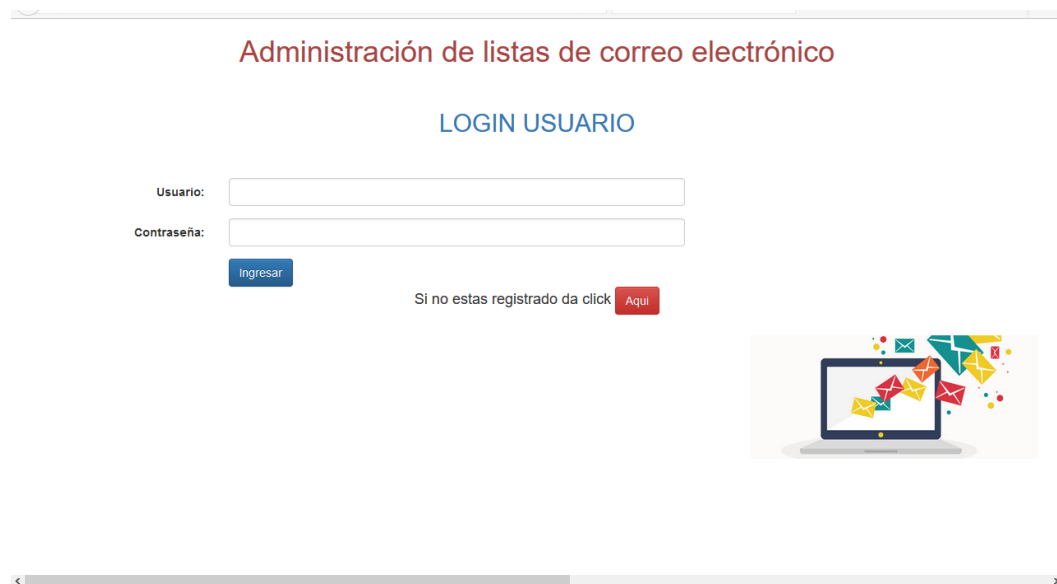 Administración de listas de correo electrónico
LOGIN USUARIO
Usuario:
Contraseña:
Ingresar
Si no estas registrado da click Aqui